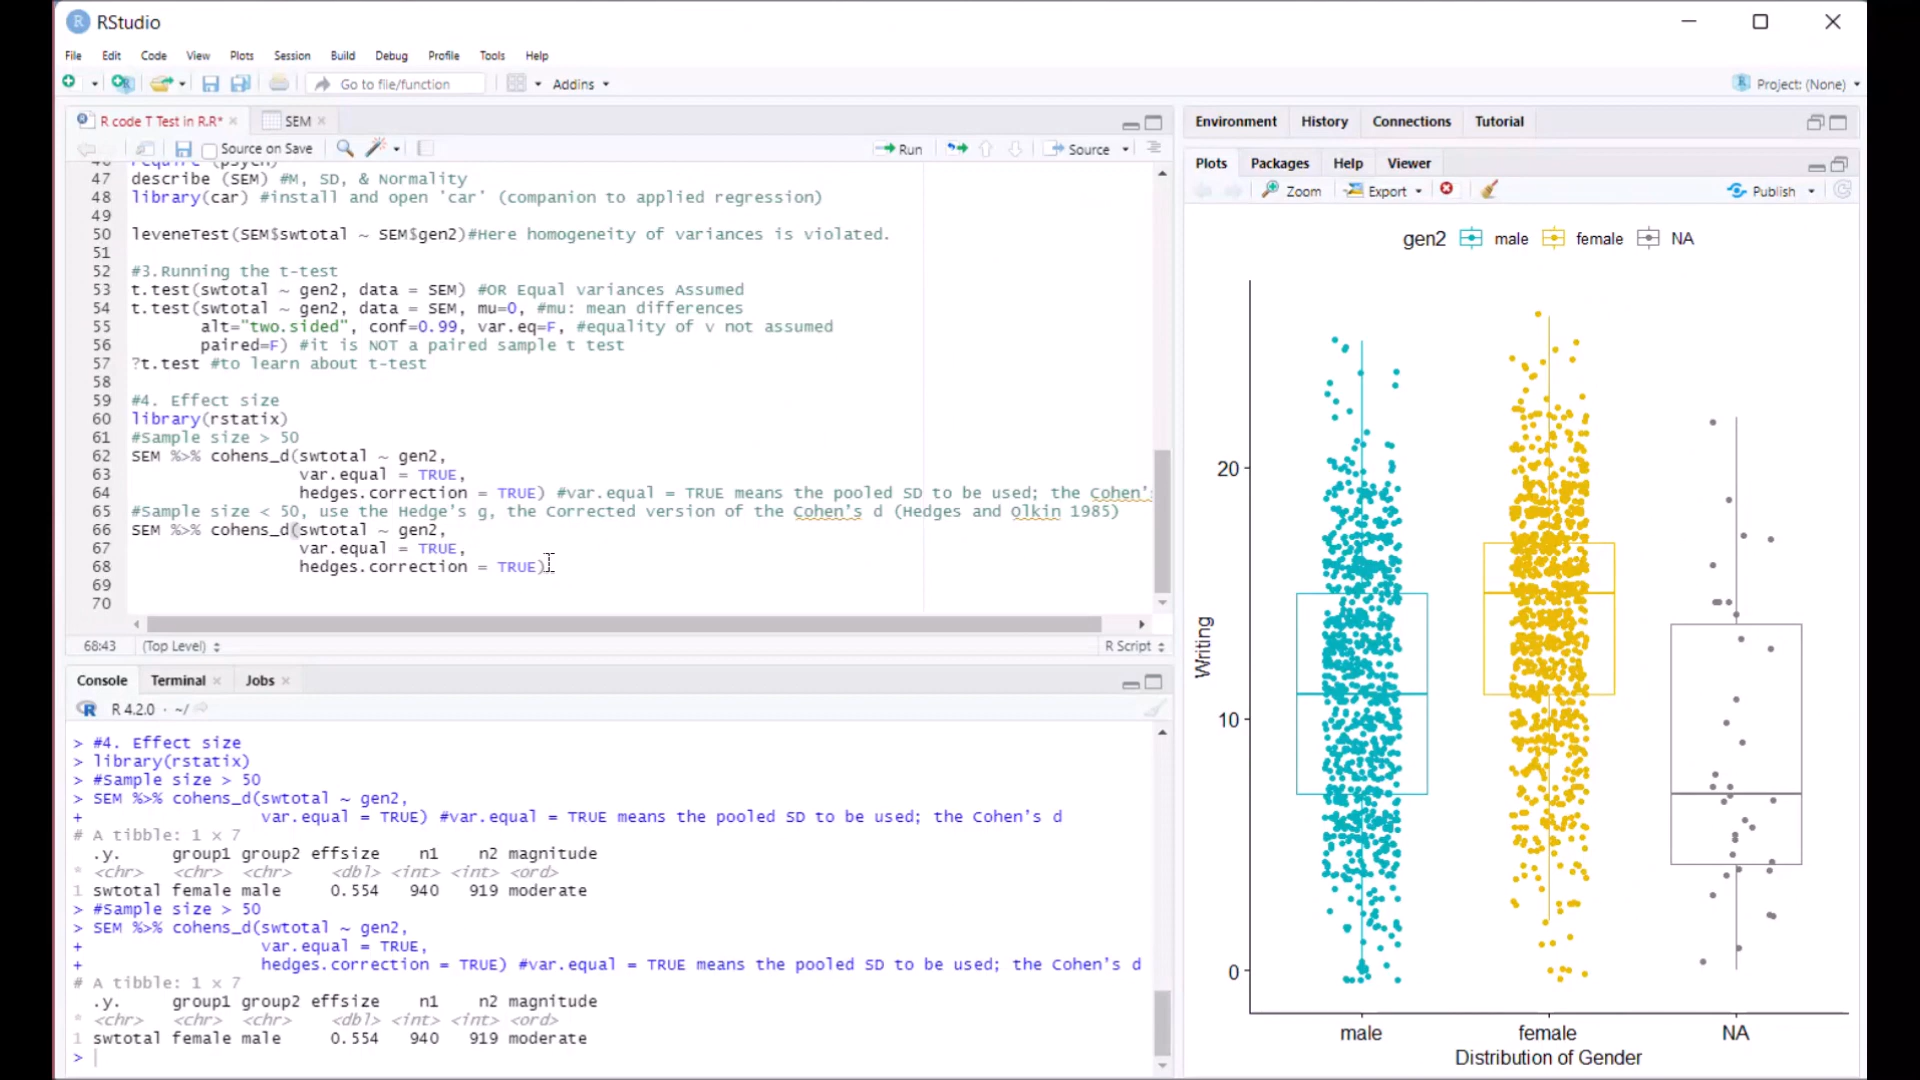 RStudio
File Edit Code View Plots Session Build Debug Profile Tools Help
Go to file/function Addins Project: (None)
R code T Test in R.R* SEM
Source on Save Run Source
46 require (psych)
47 describe (SEM) #M, SD, & Normality
48 library(car) #install and open 'car' (companion to applied regression)
49
50 leveneTest(SEM$swtotal ~ SEM$gen2)#Here homogeneity of variances is violated.
51
52 #3.Running the t-test
53 t.test(swtotal ~ gen2, data = SEM) #OR Equal variances Assumed
54 t.test(swtotal ~ gen2, data = SEM, mu=0, #mu: mean differences
55 alt="two.sided", conf=0.99, var.eq=F, #equality of v not assumed
56 paired=F) #it is NOT a paired sample t test
57 ?t.test #to learn about t-test
58
59 #4. Effect size
60 library(rstatix)
61 #Sample size > 50
62 SEM %>% cohens_d(swtotal ~ gen2,
63 var.equal = TRUE,
64 hedges.correction = TRUE) #var.equal = TRUE means the pooled SD to be used; the Cohen's
65 #Sample size < 50, use the Hedge's g, the Corrected version of the Cohen's d (Hedges and Olkin 1985)
66 SEM %>% cohens_d(swtotal ~ gen2,
67 var.equal = TRUE,
68 hedges.correction = TRUE)
69
70
68:43 (Top Level) R Script
Console Terminal Jobs
R 4.2.0 · ~/
> #4. Effect size
> library(rstatix)
> #Sample size > 50
> SEM %>% cohens_d(swtotal ~ gen2,
+ var.equal = TRUE) #var.equal = TRUE means the pooled SD to be used; the Cohen's d
# A tibble: 1 x 7
.y. group1 group2 effsize n1 n2 magnitude
* <chr> <chr> <chr> <dbl> <int> <int> <ord>
1 swtotal female male 0.554 940 919 moderate
> #Sample size > 50
> SEM %>% cohens_d(swtotal ~ gen2,
+ var.equal = TRUE,
+ hedges.correction = TRUE) #var.equal = TRUE means the pooled SD to be used; the Cohen's d
# A tibble: 1 x 7
.y. group1 group2 effsize n1 n2 magnitude
* <chr> <chr> <chr> <dbl> <int> <int> <ord>
1 swtotal female male 0.554 940 919 moderate
>
Environment History Connections Tutorial
Plots Packages Help Viewer
Zoom Export Publish
gen2 male female NA
20
10
0
Writing
male female NA
Distribution of Gender